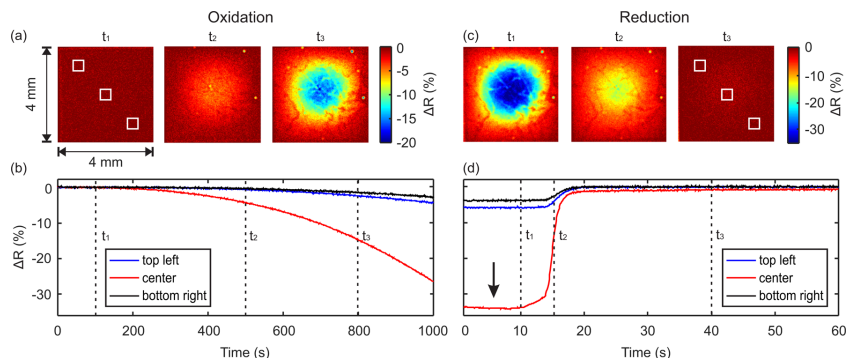 Oxidation
Reduction
(a)
t1
t2
t3
4 mm
4 mm
0
-5
-10
-15
-20
ΔR (%)
(c)
t1
t2
t3
0
-10
-20
-30
ΔR (%)
(b)
0
-10
-20
-30
ΔR (%)
t1
t2
t3
top left
center
bottom right
0 200 400 600 800 1000
Time (s)
(d)
t1
t2
t3
top left
center
bottom right
0 10 20 30 40 50 60
Time (s)